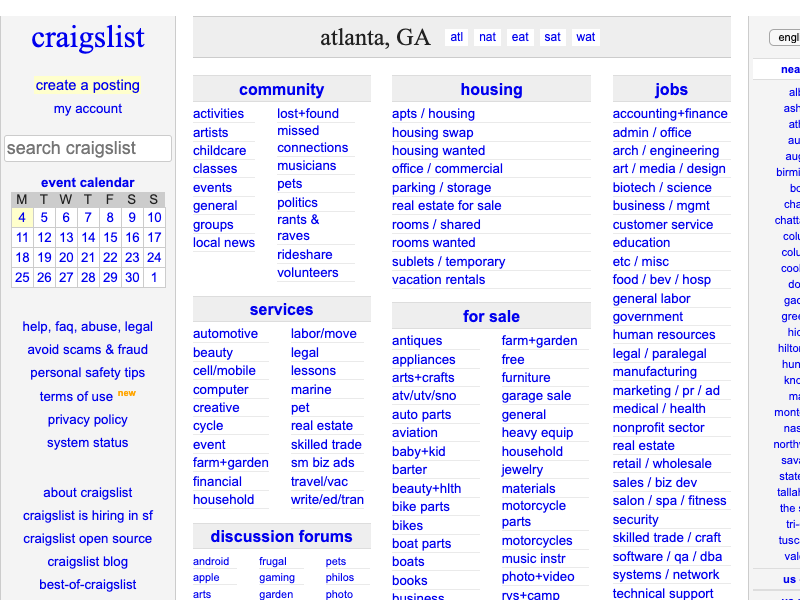 craigslist
create a posting
my account
search craigslist
event calendar
M T W T F S S
4 5 6 7 8 9 10
11 12 13 14 15 16 17
18 19 20 21 22 23 24
25 26 27 28 29 30 1
help, faq, abuse, legal
avoid scams & fraud
personal safety tips
terms of use new
privacy policy
system status
about craigslist
craigslist is hiring in sf
craigslist open source
craigslist blog
best-of-craigslist
atlanta, GA atl nat eat sat wat
community
activities
artists
childcare
classes
events
general
groups
local news
lost+found
missed
connections
musicians
pets
politics
rants &
raves
rideshare
volunteers
services
automotive
beauty
cell/mobile
computer
creative
cycle
event
farm+garden
financial
household
labor/move
legal
lessons
marine
pet
real estate
skilled trade
sm biz ads
travel/vac
write/ed/tran
discussion forums
android
apple
arts
frugal
gaming
garden
pets
philos
photo
housing
apts / housing
housing swap
housing wanted
office / commercial
parking / storage
real estate for sale
rooms / shared
rooms wanted
sublets / temporary
vacation rentals
for sale
antiques
appliances
arts+crafts
atv/utv/sno
auto parts
aviation
baby+kid
barter
beauty+hlth
bike parts
bikes
boat parts
boats
books
business
farm+garden
free
furniture
garage sale
general
heavy equip
household
jewelry
materials
motorcycle
parts
motorcycles
music instr
photo+video
rvs+camp
jobs
accounting+finance
admin / office
arch / engineering
art / media / design
biotech / science
business / mgmt
customer service
education
etc / misc
food / bev / hosp
general labor
government
human resources
legal / paralegal
manufacturing
marketing / pr / ad
medical / health
nonprofit sector
real estate
retail / wholesale
sales / biz dev
salon / spa / fitness
security
skilled trade / craft
software / qa / dba
systems / network
technical support
engl
nea
alb
ash
ath
au
aug
birmi
bo
cha
chatt
colu
colu
cool
do
gad
gree
hic
hilto
hun
kno
ma
mont
nas
north
sava
state
talla
the s
tri-
tusc
val
us